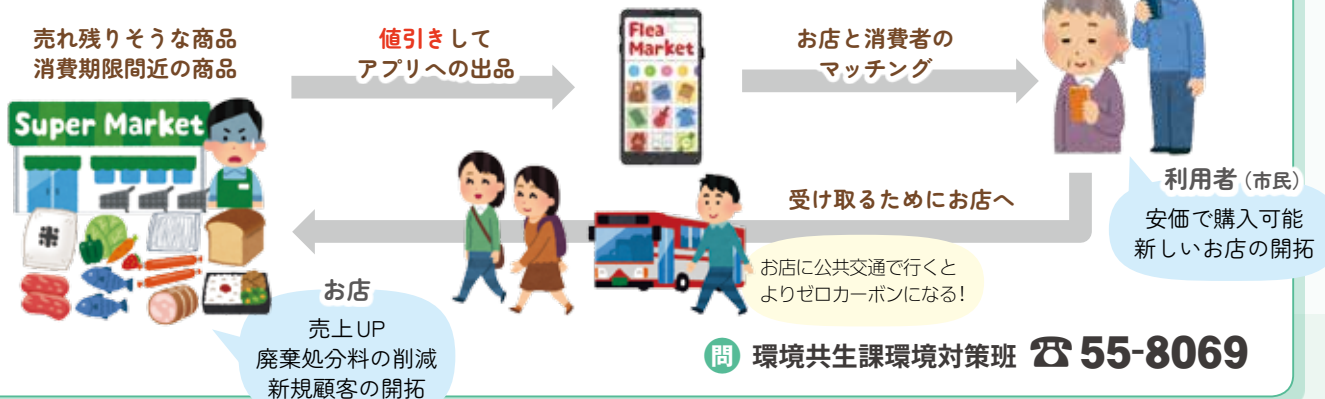 売れ残りそうな商品
消費期限間近の商品
値引きして
アプリへの出品
Flea
Market
お店と消費者の
マッチング
Super Market
米
利用者（市民）
安価で購入可能
新しいお店の開拓
受け取るためにお店へ
お店に公共交通で行くと
よりゼロカーボンになる！
お店
売上UP
廃棄処分料の削減
新規顧客の開拓
問 環境共生課環境対策班 ☎55-8069